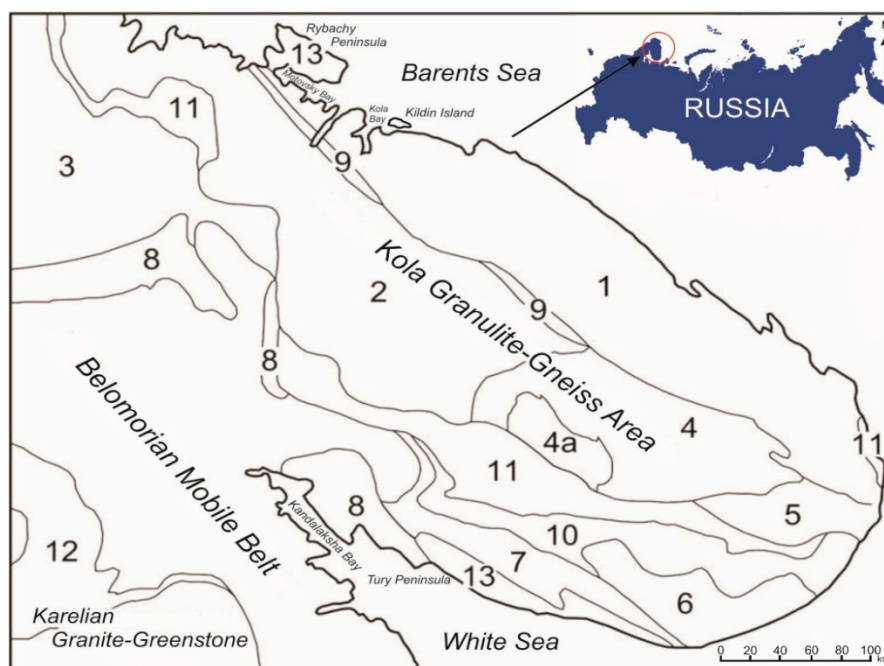 Rybachy
Peninsula
13
Motovsky Bay
Barents Sea
Kola
Bay
Kildin Island
RUSSIA
11
3
9
8
2
Kola Granulite-Gneiss Area
1
9
8
Belomorian Mobile Belt
4a
4
11
11
5
8
Kandalaksha Bay
10
7
12
13
Tury Peninsula
6
Karelian
Granite-Greenstone
White Sea
0 20 40 60 80 100